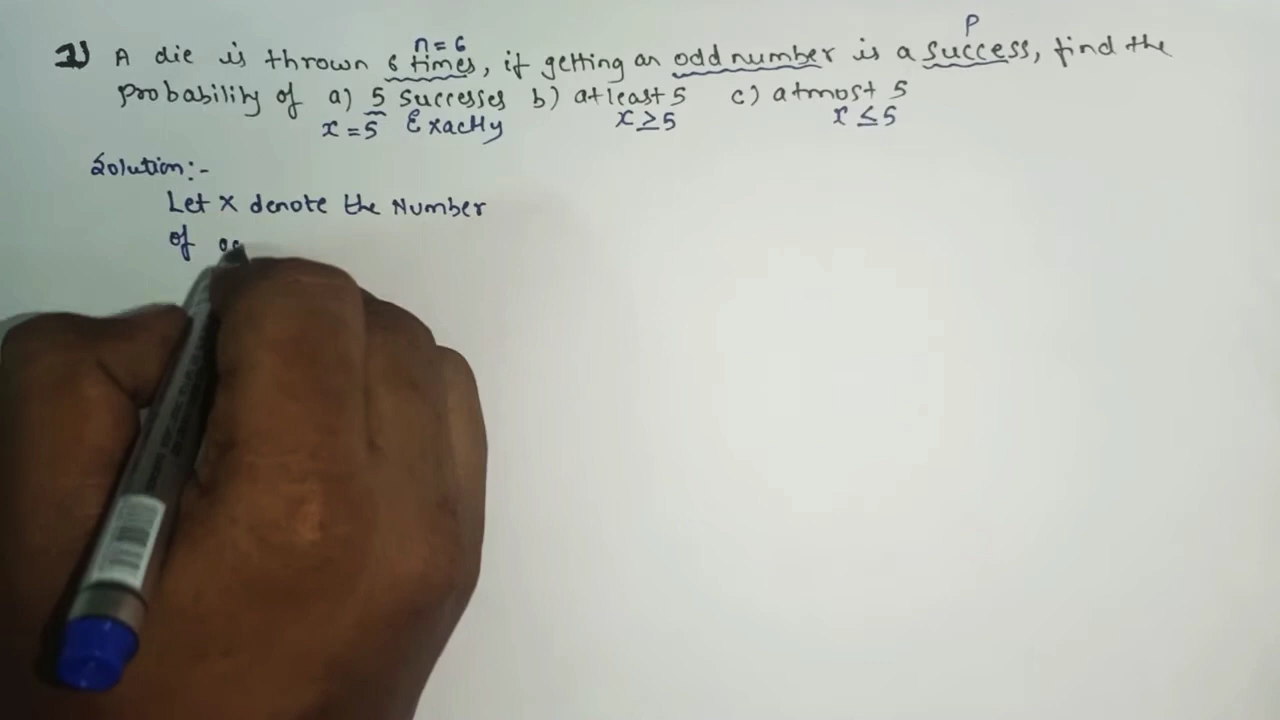 n = 6 P
1) A die is thrown 6 times, if getting an odd number is a success, find the
probability of a) 5 successes b) atleast 5 c) atmost 5
x = 5 Exactly x ≥ 5 x ≤ 5
Solution:-
Let X denote the Number
of